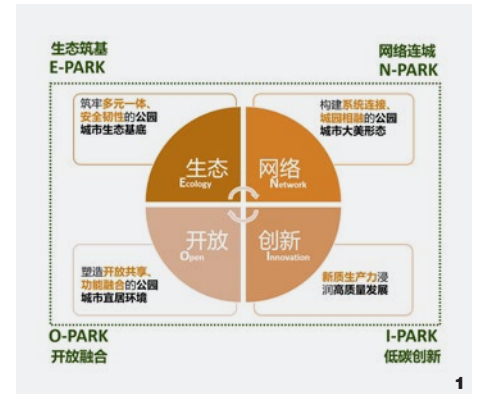 生态筑基
E-PARK
网络连城
N-PARK
筑牢多元一体、
安全韧性的公园
城市生态基底
构建系统连接、
城园相融的公园
城市大美形态
生态
Ecology
网络
Network
开放
Open
创新
Innovation
塑造开放共享、
功能融合的公园
城市宜居环境
新质生产力浸
润高质量发展
O-PARK
开放融合
I-PARK
低碳创新
1